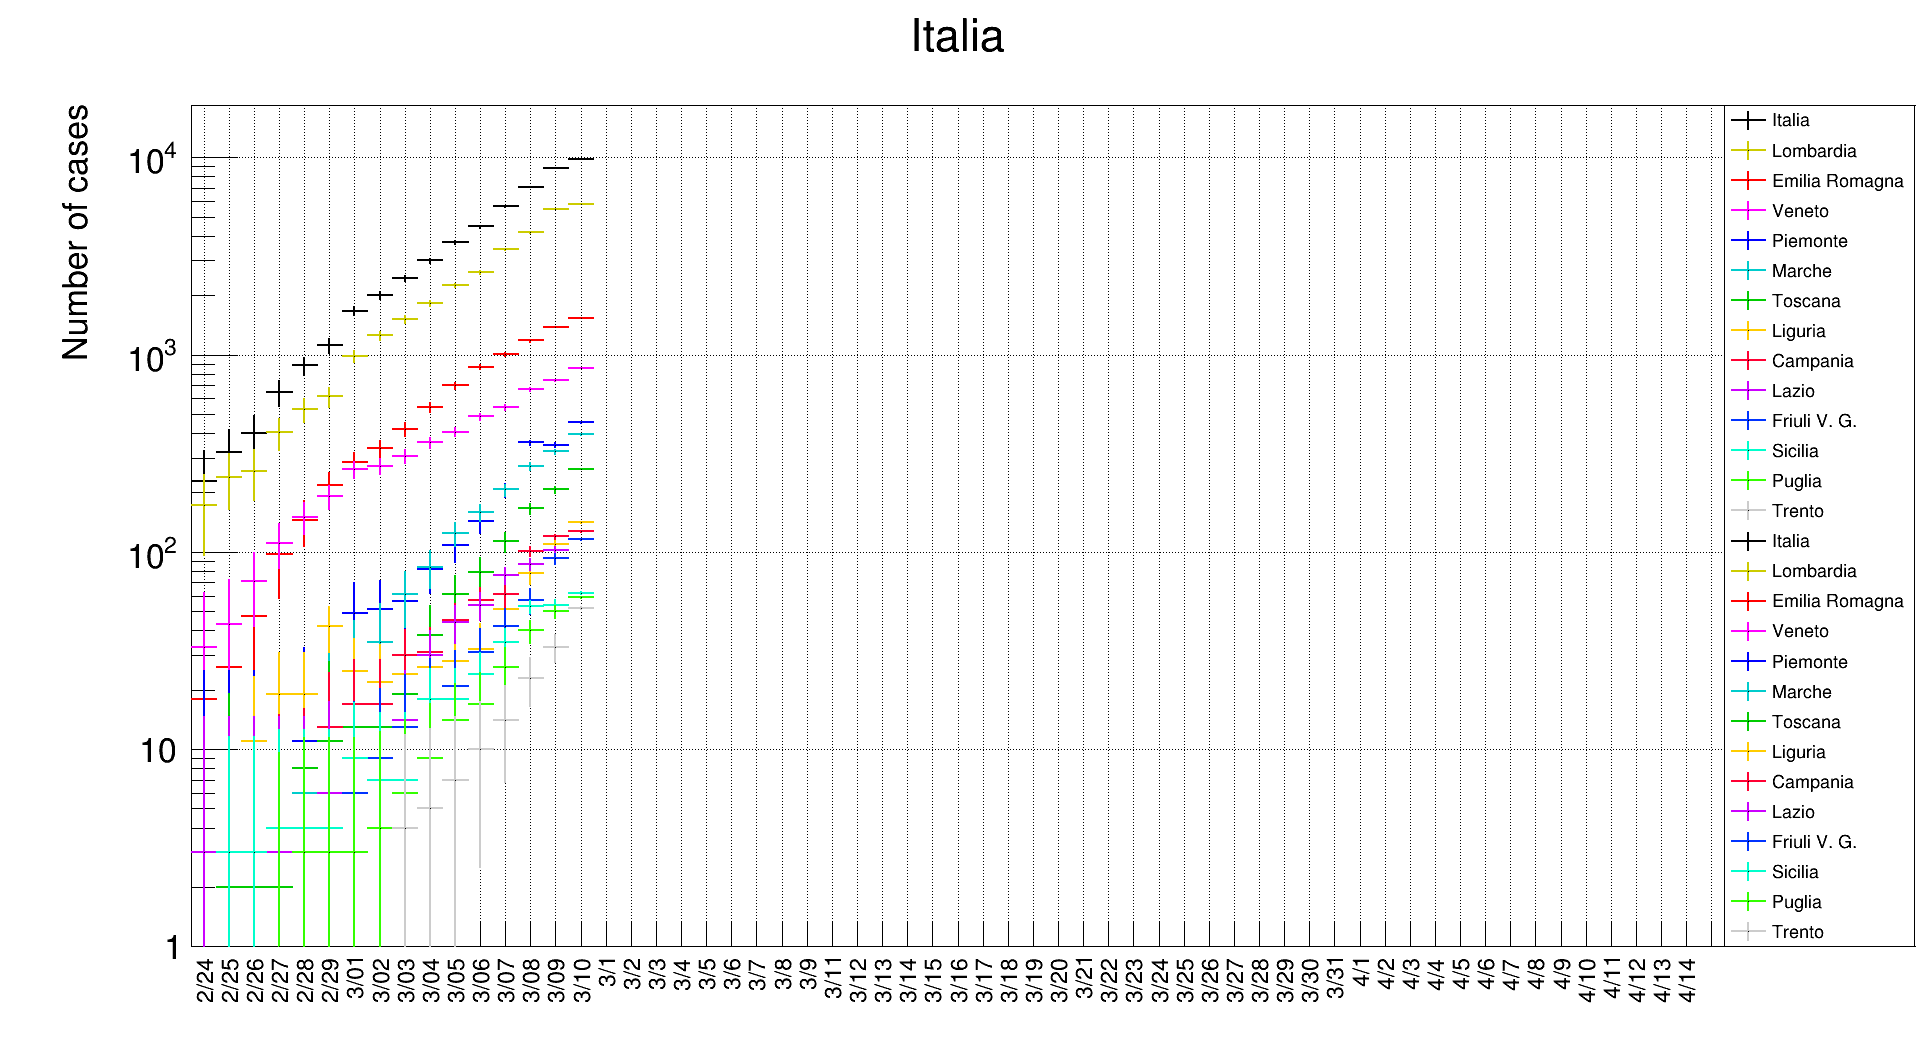 Italia
Number of cases
10⁴
10³
10²
10
1
2/24
2/25
2/26
2/27
2/28
2/29
3/01
3/02
3/03
3/04
3/05
3/06
3/07
3/08
3/09
3/10
3/1
3/2
3/3
3/4
3/5
3/6
3/7
3/8
3/9
3/11
3/12
3/13
3/14
3/15
3/16
3/17
3/18
3/19
3/20
3/21
3/22
3/23
3/24
3/25
3/26
3/27
3/28
3/29
3/30
3/31
4/1
4/2
4/3
4/4
4/5
4/6
4/7
4/8
4/9
4/10
4/11
4/12
4/13
4/14
Italia
Lombardia
Emilia Romagna
Veneto
Piemonte
Marche
Toscana
Liguria
Campania
Lazio
Friuli V. G.
Sicilia
Puglia
Trento
Italia
Lombardia
Emilia Romagna
Veneto
Piemonte
Marche
Toscana
Liguria
Campania
Lazio
Friuli V. G.
Sicilia
Puglia
Trento